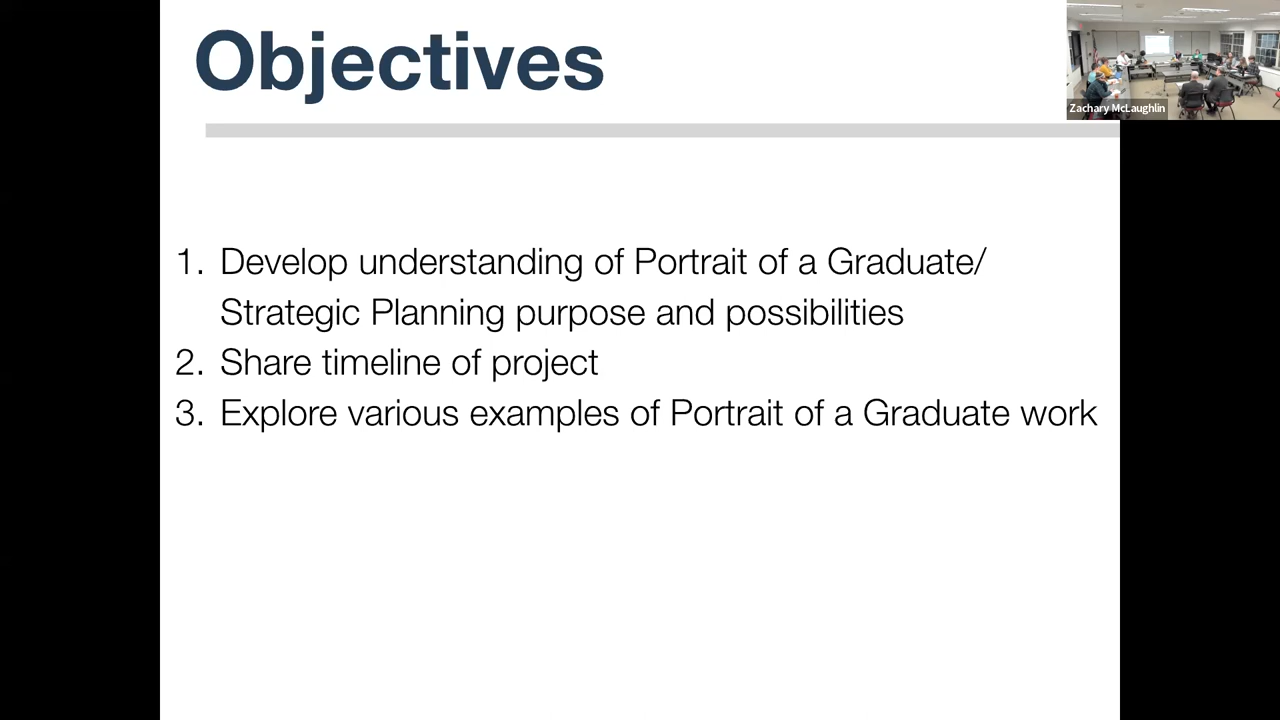 Objectives
Zachary McLaughlin
1. Develop understanding of Portrait of a Graduate/
Strategic Planning purpose and possibilities
2. Share timeline of project
3. Explore various examples of Portrait of a Graduate work